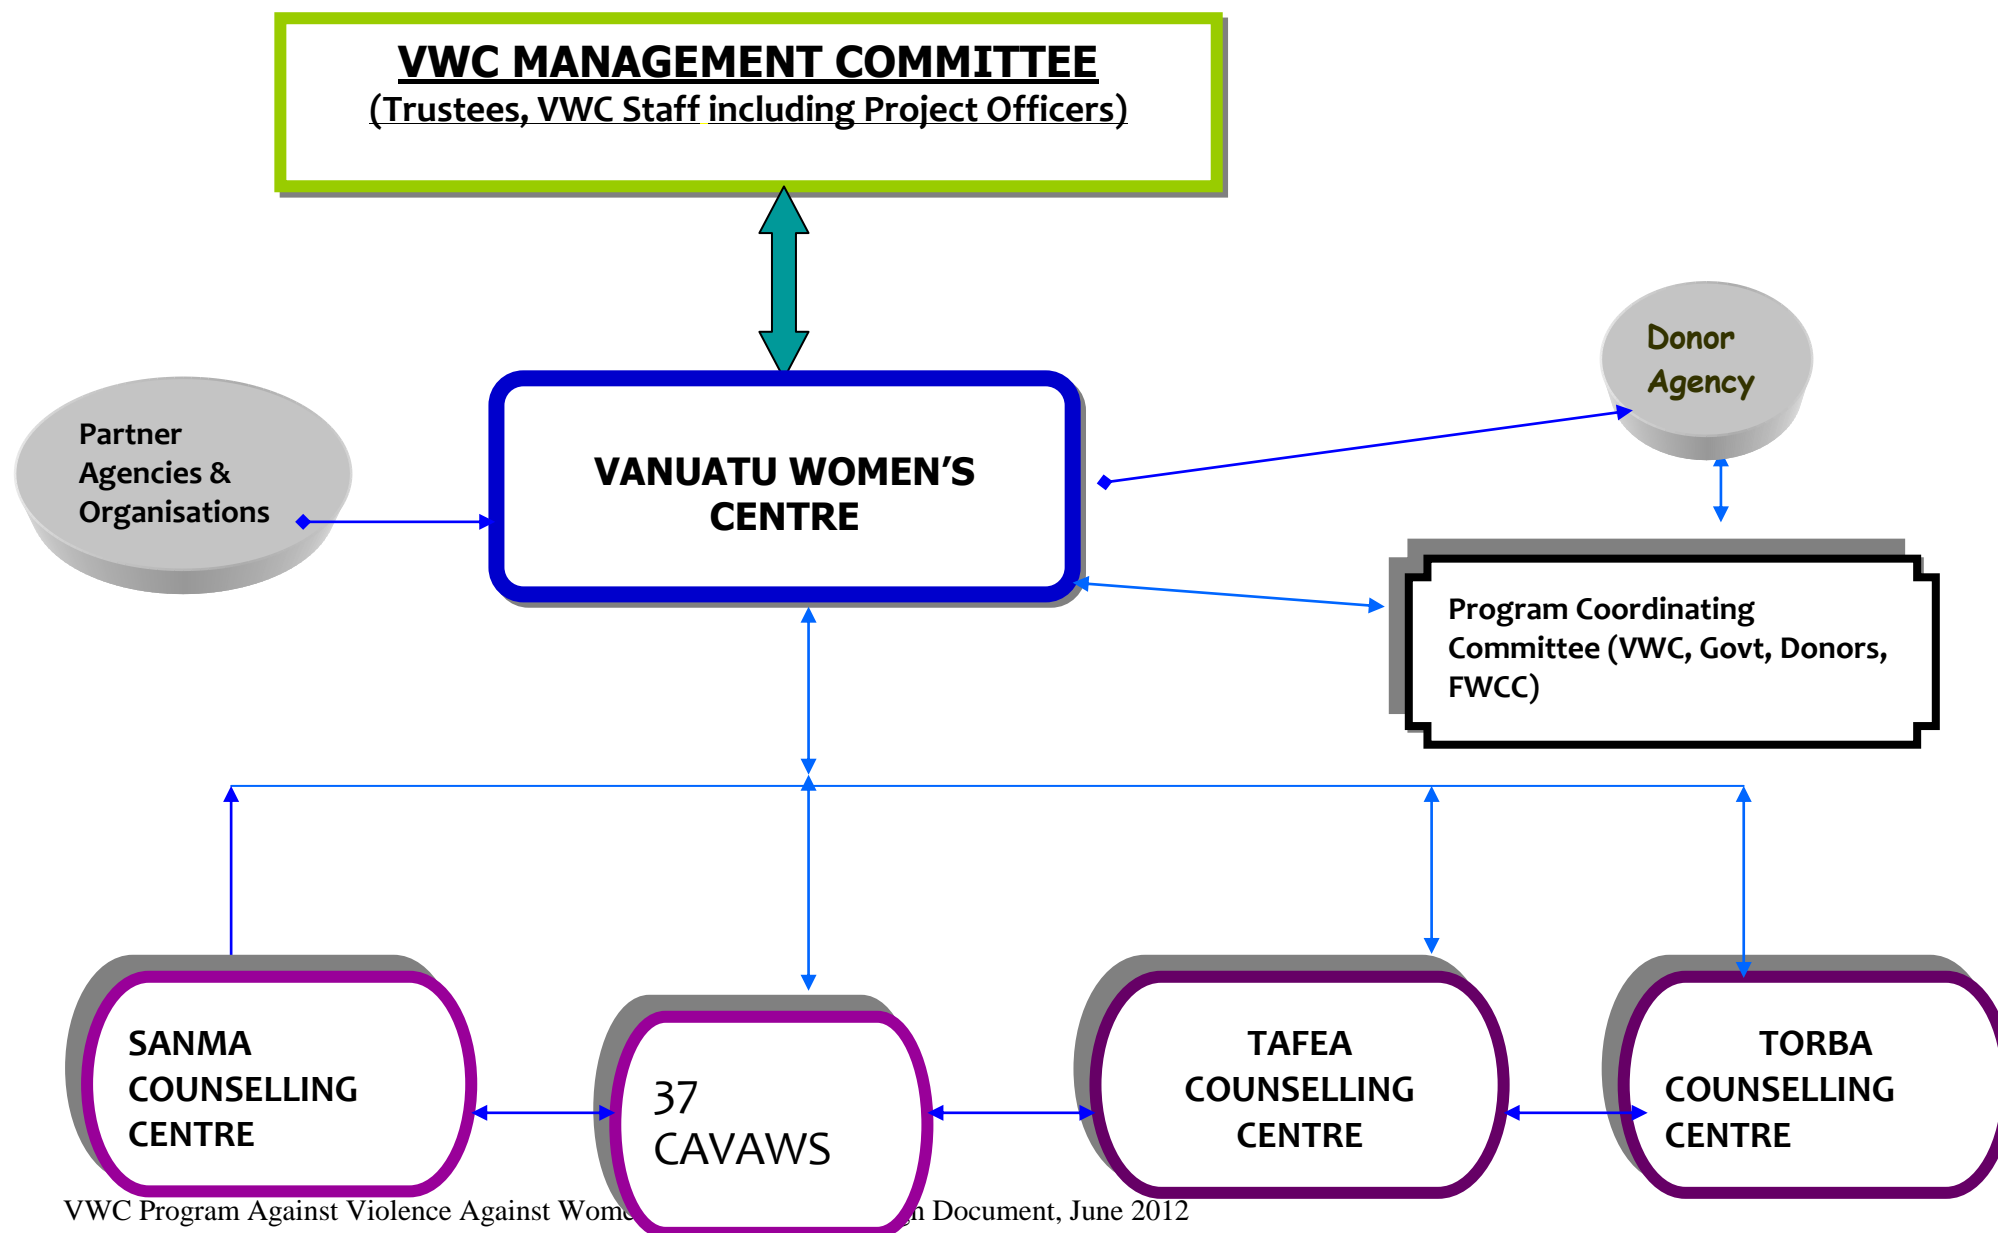 VWC MANAGEMENT COMMITTEE
(Trustees, VWC Staff including Project Officers)
Donor
Agency
Partner
Agencies &
Organisations
VANUATU WOMEN’S
CENTRE
Program Coordinating
Committee (VWC, Govt, Donors,
FWCC)
SANMA
COUNSELLING
CENTRE
37
CAVAWS
TAFEA
COUNSELLING
CENTRE
TORBA
COUNSELLING
CENTRE
VWC Program Against Violence Against Document, June 2012